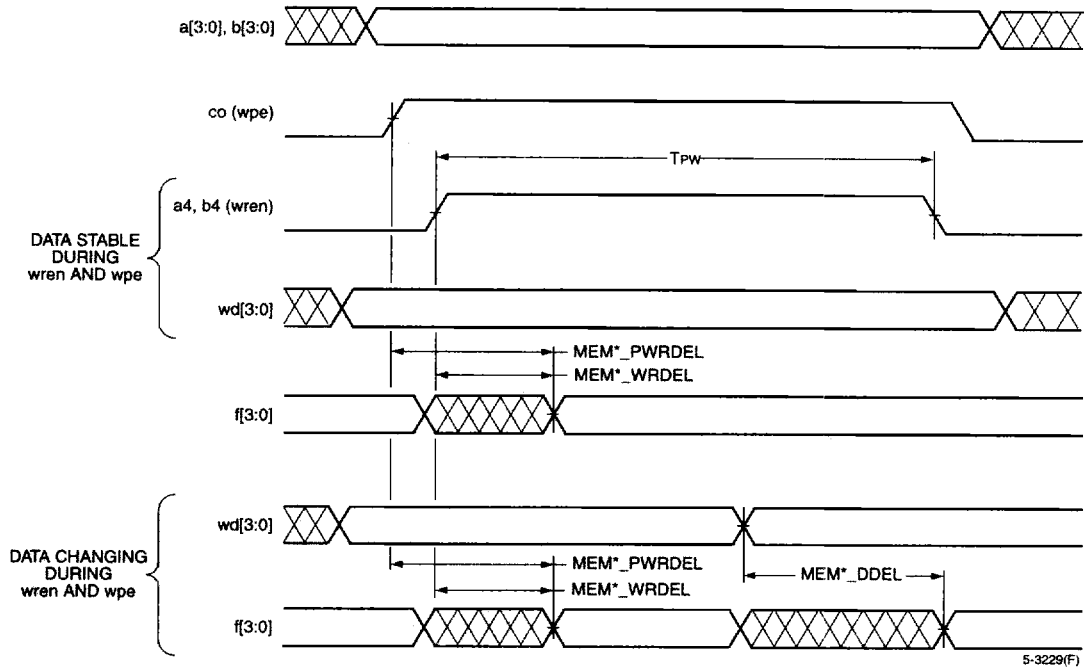 a[3:0], b[3:0]
co (wpe)
TPW
a4, b4 (wren)
DATA STABLE
DURING
wren AND wpe
wd[3:0]
MEM*_PWRDEL
MEM*_WRDEL
f[3:0]
wd[3:0]
DATA CHANGING
DURING
wren AND wpe
MEM*_PWRDEL
MEM*_DDEL
MEM*_WRDEL
f[3:0]
5-3229(F)